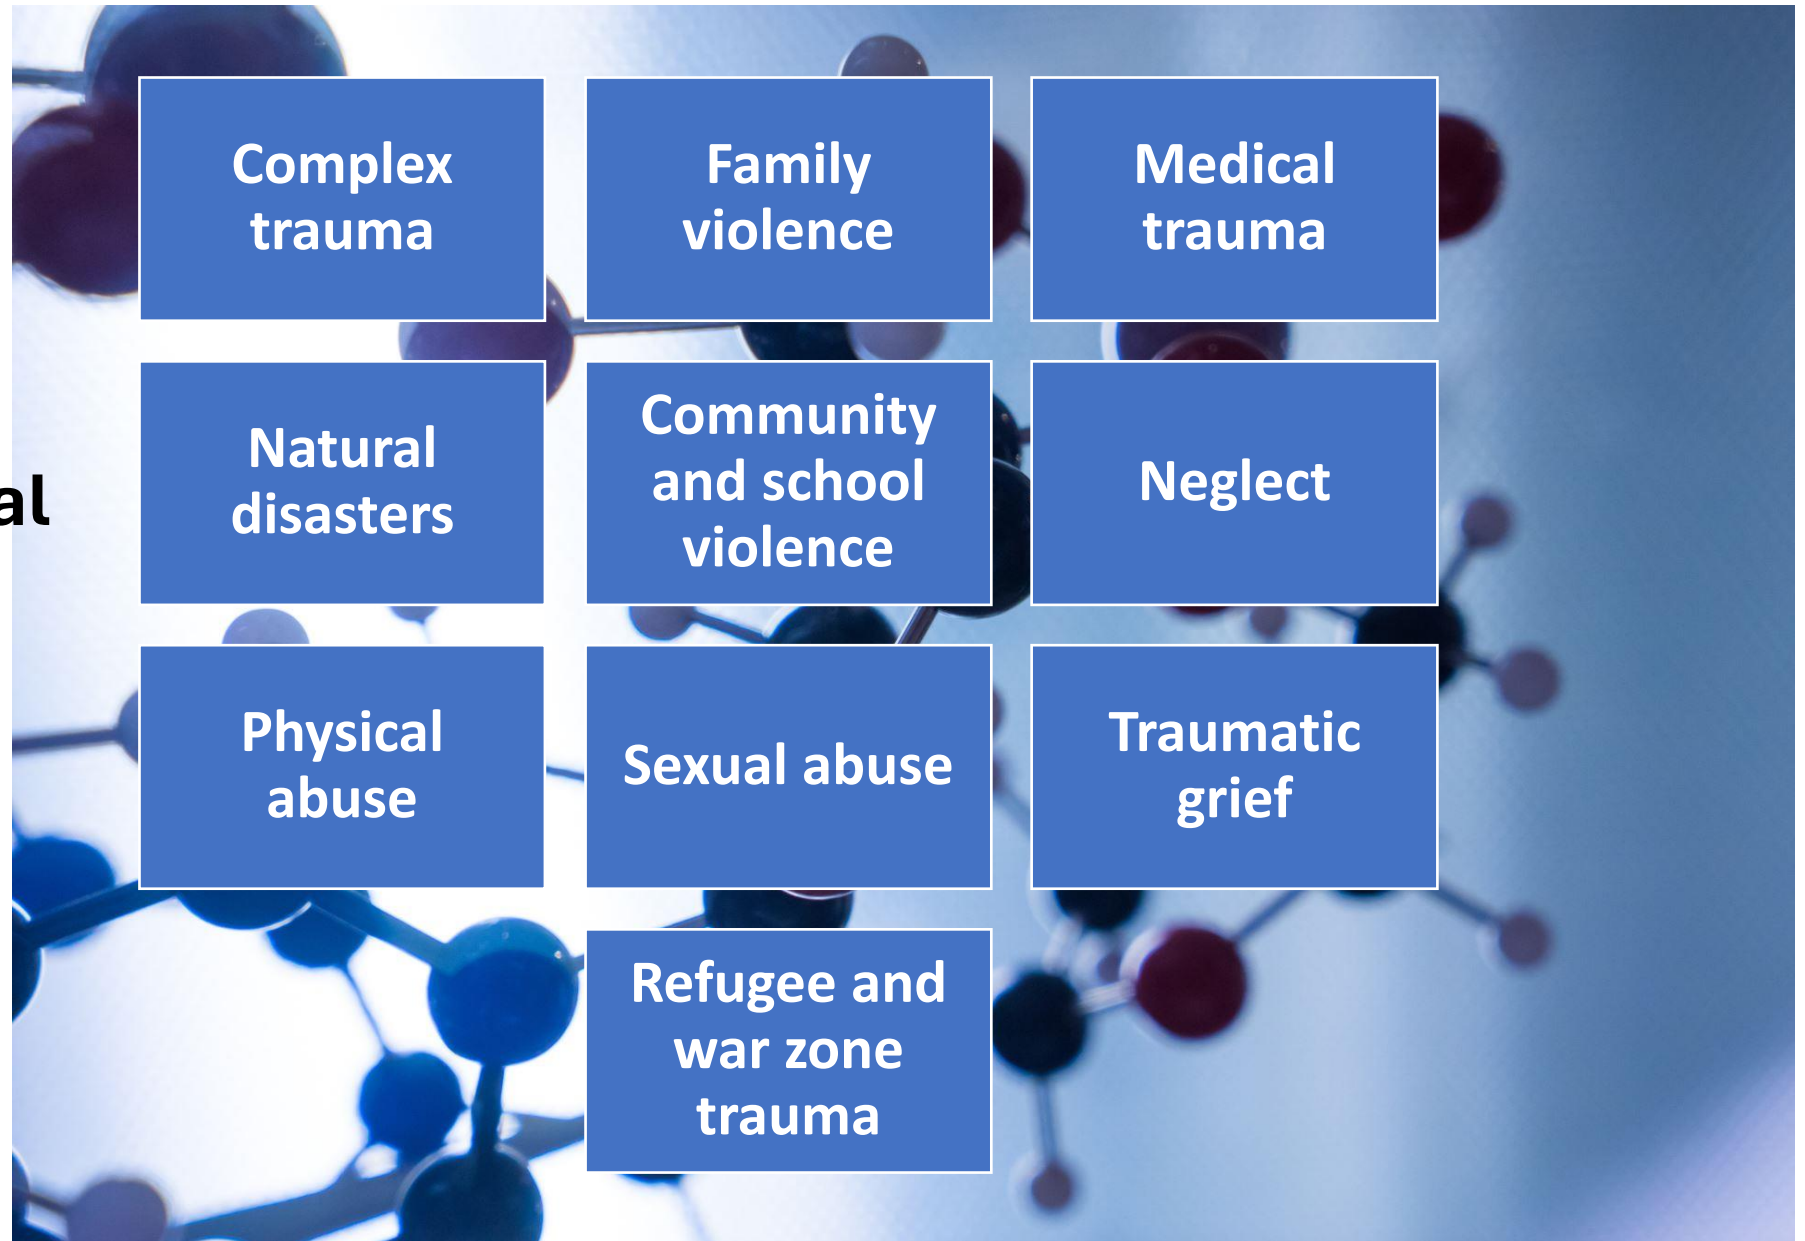 Complex
trauma
Family
violence
Medical
trauma
al
Natural
disasters
Community
and school
violence
Neglect
Physical
abuse
Sexual abuse
Traumatic
grief
Refugee and
war zone
trauma